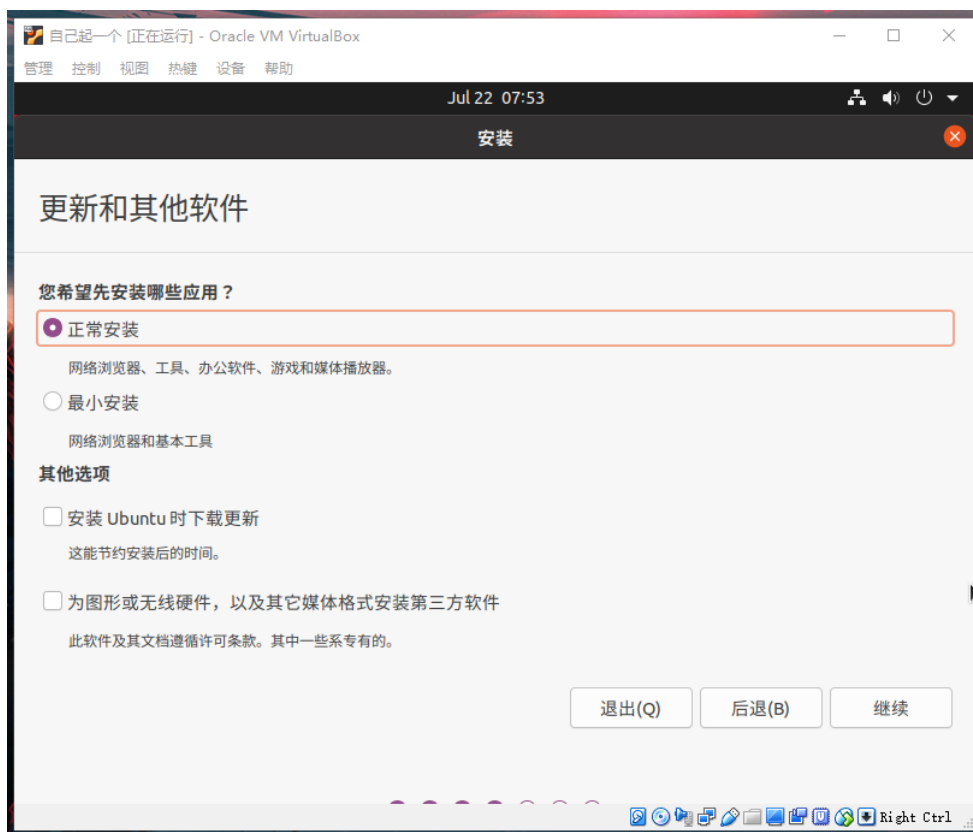 自己起一个 [正在运行] - Oracle VM VirtualBox
管理 控制 视图 热键 设备 帮助
Jul 22 07:53
安装
更新和其他软件
您希望先安装哪些应用？
正常安装
网络浏览器、工具、办公软件、游戏和媒体播放器。
最小安装
网络浏览器和基本工具
其他选项
安装 Ubuntu 时下载更新
这能节约安装后的时间。
为图形或无线硬件，以及其它媒体格式安装第三方软件
此软件及其文档遵循许可条款。其中一些系专有的。
退出(Q) 后退(B) 继续
Right Ctrl